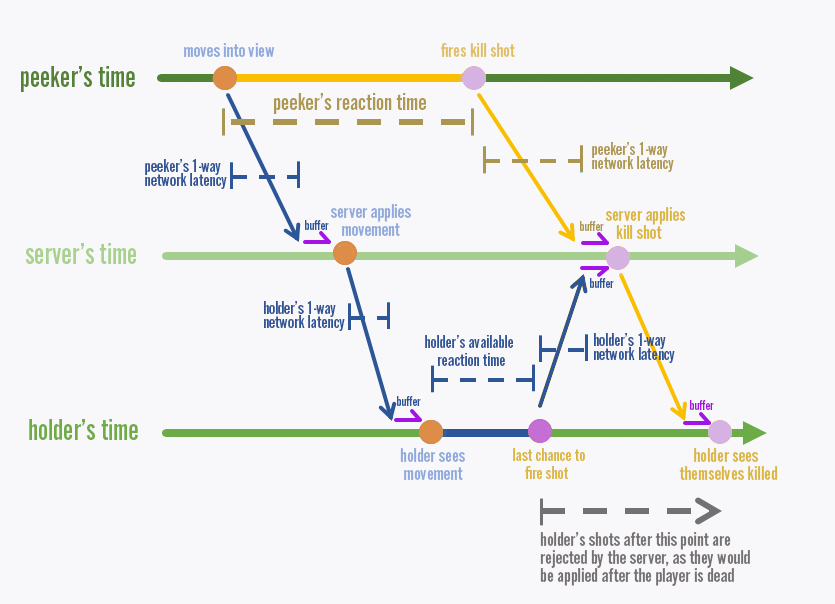 moves into view
fires kill shot
peeker's time
peeker's reaction time
peeker's 1-way
network latency
peeker's 1-way
network latency
buffer
server applies
movement
buffer
server applies
kill shot
server's time
buffer
holder's 1-way
network latency
holder's available
reaction time
holder's 1-way
network latency
buffer
buffer
holder's time
holder sees
movement
last chance to
fire shot
holder sees
themselves killed
holder's shots after this point are
rejected by the server, as they would
be applied after the player is dead